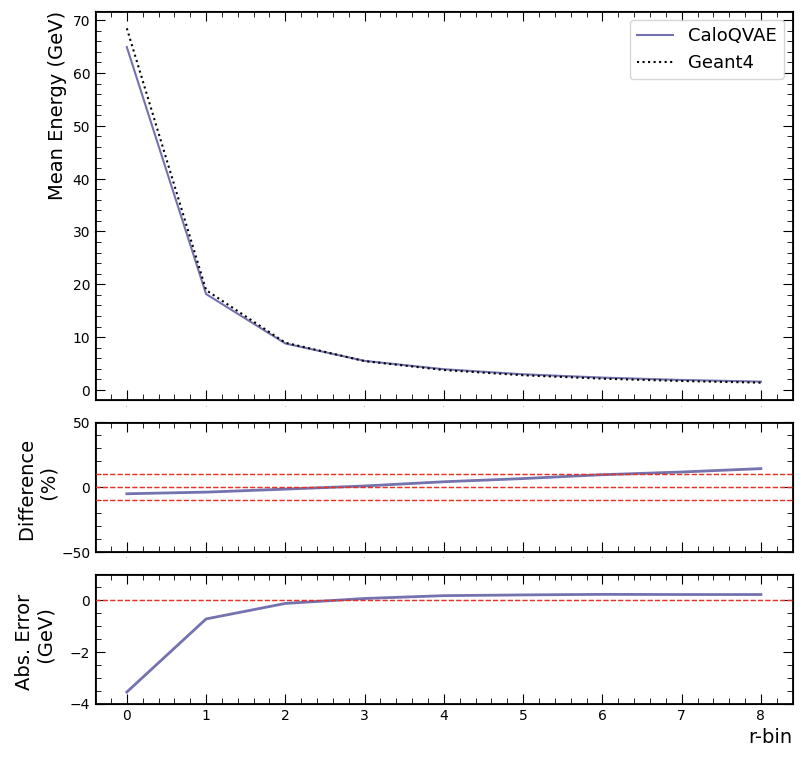 Mean Energy (GeV)
70
60
50
40
30
20
10
0
CaloQVAE
Geant4
Difference
(%)
50
0
−50
Abs. Error
(GeV)
0
−2
−4
0 1 2 3 4 5 6 7 8
r-bin